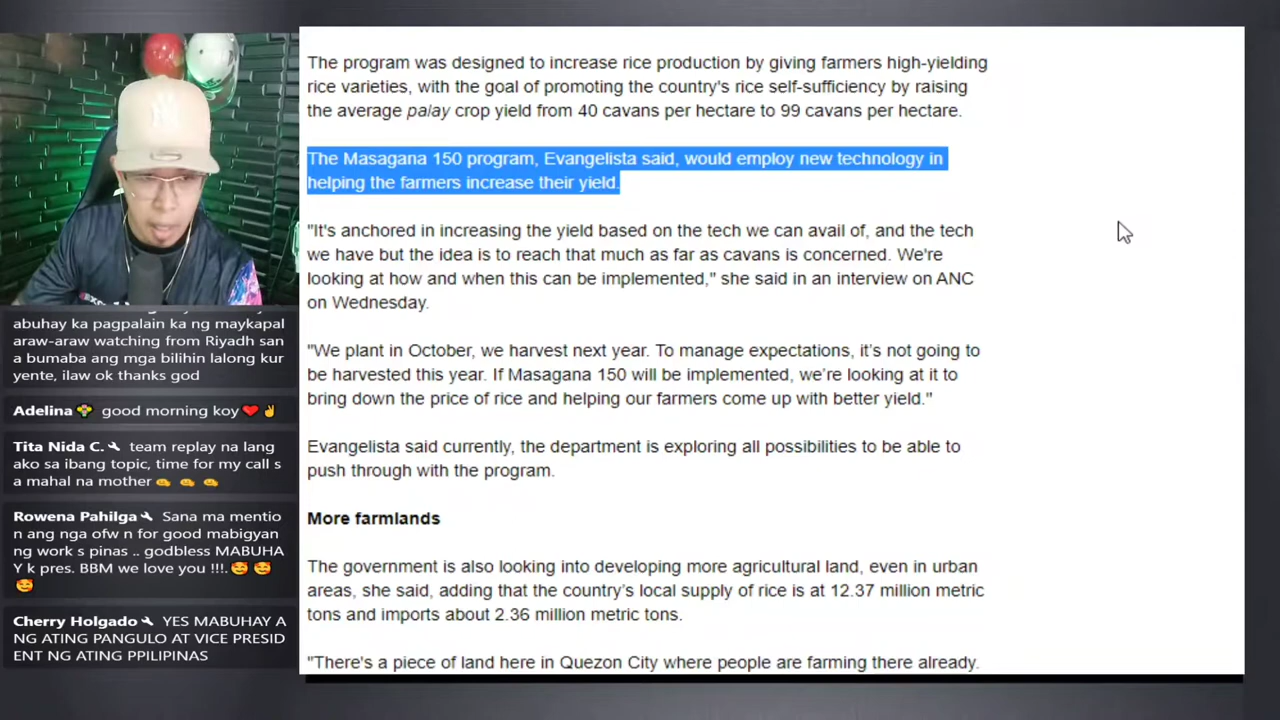 The program was designed to increase rice production by giving farmers high-yielding
rice varieties, with the goal of promoting the country's rice self-sufficiency by raising
the average palay crop yield from 40 cavans per hectare to 99 cavans per hectare.
The Masagana 150 program, Evangelista said, would employ new technology in
helping the farmers increase their yield.
"It's anchored in increasing the yield based on the tech we can avail of, and the tech
we have but the idea is to reach that much as far as cavans is concerned. We're
looking at how and when this can be implemented," she said in an interview on ANC
on Wednesday.
"We plant in October, we harvest next year. To manage expectations, it's not going to
be harvested this year. If Masagana 150 will be implemented, we're looking at it to
bring down the price of rice and helping our farmers come up with better yield."
Evangelista said currently, the department is exploring all possibilities to be able to
push through with the program.
More farmlands
The government is also looking into developing more agricultural land, even in urban
areas, she said, adding that the country's local supply of rice is at 12.37 million metric
tons and imports about 2.36 million metric tons.
"There's a piece of land here in Quezon City where people are farming there already.
abuhay ka pagpalain ka ng maykapal
araw-araw watching from Riyadh san
a bumaba ang mga bilihin lalong kur
yente, ilaw ok thanks god
Adelina good morning koy❤️✌️
Tita Nida C. team replay na lang
ako sa ibang topic, time for my call s
a mahal na mother
Rowena Pahilga Sana ma mentio
n ang nga ofw n for good mabigyan
ng work s pinas .. godbless MABUHA
Y k pres. BBM we love you !!!.🥰🥰
🥰
Cherry Holgado YES MABUHAY A
NG ATING PANGULO AT VICE PRESID
ENT NG ATING PPILIPINAS